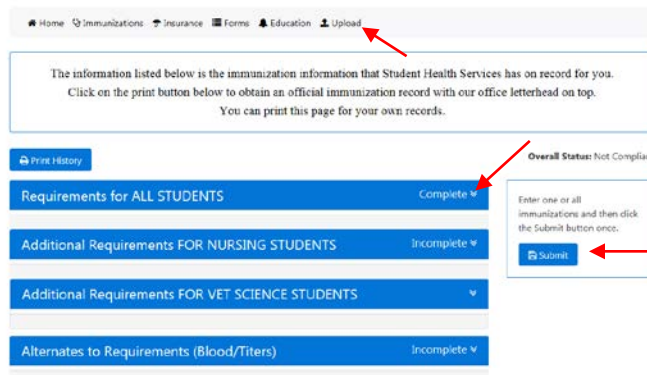 Home Immunizations Insurance Forms Education Upload
The information listed below is the immunization information that Student Health Services has on record for you.
Click on the print button below to obtain an official immunization record with our office letterhead on top.
You can print this page for your own records.
Print History
Overall Status: Not Complia
Requirements for ALL STUDENTS Complete
Enter one or all
immunizations and then click
the Submit button once.
Submit
Additional Requirements FOR NURSING STUDENTS Incomplete
Additional Requirements FOR VET SCIENCE STUDENTS
Alternates to Requirements (Blood/Titers) Incomplete